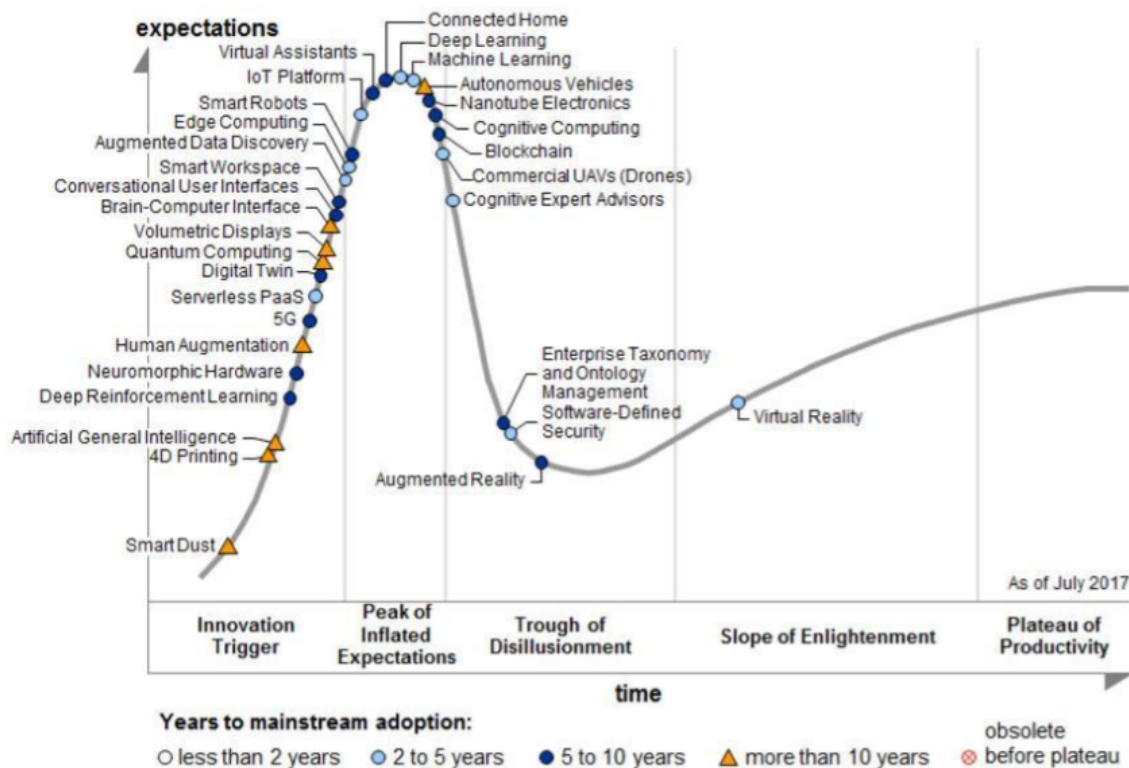 expectations
Connected Home
Deep Learning
Virtual Assistants
Machine Learning
IoT Platform
Autonomous Vehicles
Smart Robots
Nanotube Electronics
Edge Computing
Cognitive Computing
Augmented Data Discovery
Blockchain
Smart Workspace
Commercial UAVs (Drones)
Conversational User Interfaces
Cognitive Expert Advisors
Brain-Computer Interface
Volumetric Displays
Quantum Computing
Digital Twin
Serverless PaaS
5G
Human Augmentation
Neuromorphic Hardware
Deep Reinforcement Learning
Enterprise Taxonomy
and Ontology
Management
Software-Defined
Security
Virtual Reality
Artificial General Intelligence
4D Printing
Augmented Reality
Smart Dust
As of July 2017
Innovation
Trigger
Peak of
Inflated
Expectations
Trough of
Disillusionment
Slope of Enlightenment
Plateau of
Productivity
time
Years to mainstream adoption:
less than 2 years
2 to 5 years
5 to 10 years
more than 10 years
obsolete
before plateau